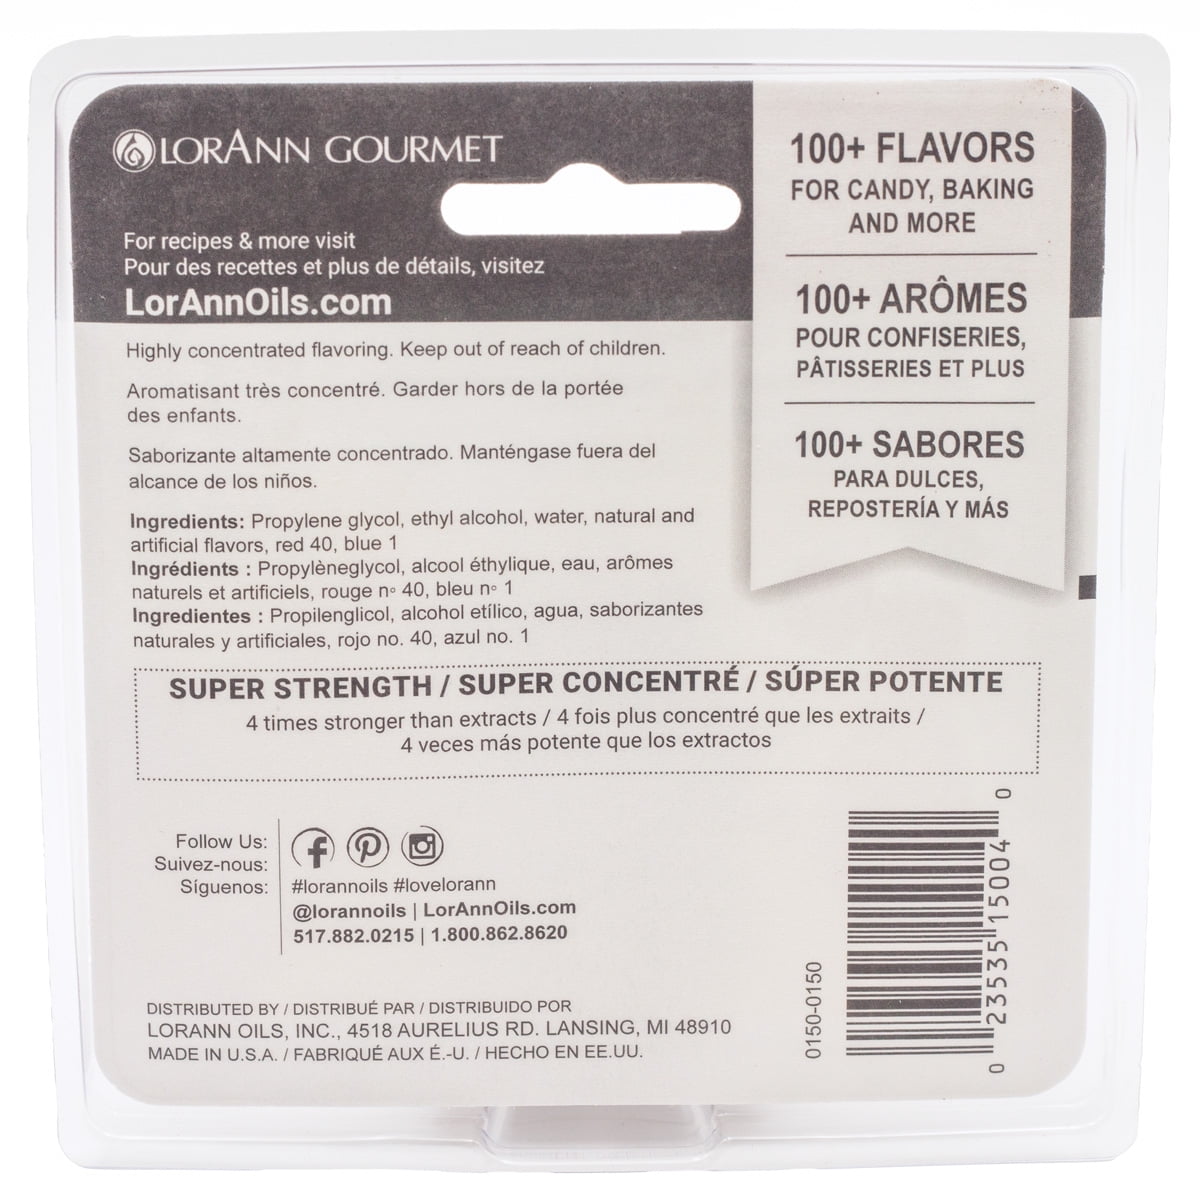 LORANN GOURMET
For recipes & more visit
Pour des recettes et plus de détails, visitez
LorAnnOils.com
100+ FLAVORS
FOR CANDY, BAKING
AND MORE
100+ ARÔMES
POUR CONFISERIES,
PÂTISSERIES ET PLUS
100+ SABORES
PARA DULCES,
REPOSTERÍA Y MÁS
Highly concentrated flavoring. Keep out of reach of children.
Aromatisant très concentré. Garder hors de la portée
des enfants.
Saborizante altamente concentrado. Manténgase fuera del
alcance de los niños.
Ingredients: Propylene glycol, ethyl alcohol, water, natural and
artificial flavors, red 40, blue 1
Ingrédients : Propylèneglycol, alcool éthylique, eau, arômes
naturels et artificiels, rouge nº 40, bleu nº 1
Ingredientes : Propilenglicol, alcohol etílico, agua, saborizantes
naturales y artificiales, rojo no. 40, azul no. 1
SUPER STRENGTH / SUPER CONCENTRÉ / SÚPER POTENTE
4 times stronger than extracts / 4 fois plus concentré que les extraits /
4 veces más potente que los extractos
Follow Us:
Suivez-nous:
Síguenos:
#lorannoils #lovelorann
@lorannoils | LorAnnOils.com
517.882.0215 | 1.800.862.8620
DISTRIBUTED BY / DISTRIBUÉ PAR / DISTRIBUIDO POR
LORANN OILS, INC., 4518 AURELIUS RD. LANSING, MI 48910
MADE IN U.S.A. / FABRIQUÉ AUX É.-U. / HECHO EN EE.UU.
0150-0150
0 23535 15004 0